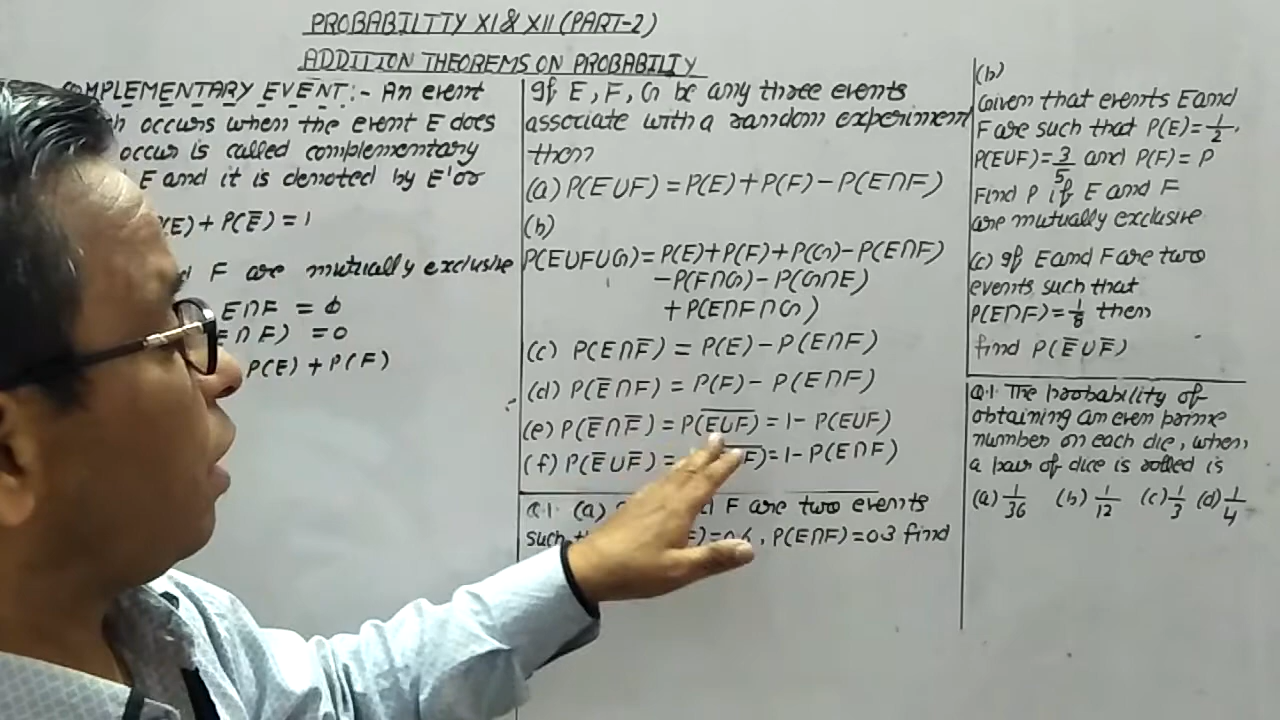 PROBABILTTY XI & XII (PART-2)
ADDITION THEOREMS ON PROBABILIY
COMPLEMENTARY EVENT:- An event
occurs when the event E does
occur is called complementary
E and it is denoted by E' or
P(E) + P(E̅) = 1
F are mutually exclusive
E∩F = ϕ
E∩F) = 0
P(E) + P(F)
If E, F, G be any three events
associate with a random experiment
then
(a) P(E∪F) = P(E) + P(F) - P(E∩F)
(b)
P(E∪F∪G) = P(E) + P(F) + P(G) - P(E∩F)
- P(F∩G) - P(G∩E)
+ P(E∩F∩G)
(c) P(E∩F̅) = P(E) - P(E∩F)
(d) P(E̅∩F) = P(F) - P(E∩F)
(e) P(E̅∩F̅) = P(E̅∪̅F̅) = 1 - P(E∪F)
(f) P(E̅∪F̅) = F̅) = 1 - P(E∩F)
Q.1. (a) F are two events
such = 0.6, P(E∩F) = 0.3 find
(b)
Given that events E and
F are such that P(E) = 1/2,
P(E∪F) = 3/5 and P(F) = P
Find P if E and F
are mutually exclusive
(c) If E and F are two
events such that
P(E∩F) = 1/8 then
find P(E̅∪F̅)
Q.1. The probability of
obtaining an even prime
number on each die, when
a pair of dice is rolled is
(a) 1/36 (b) 1/12 (c) 1/3 (d) 1/4